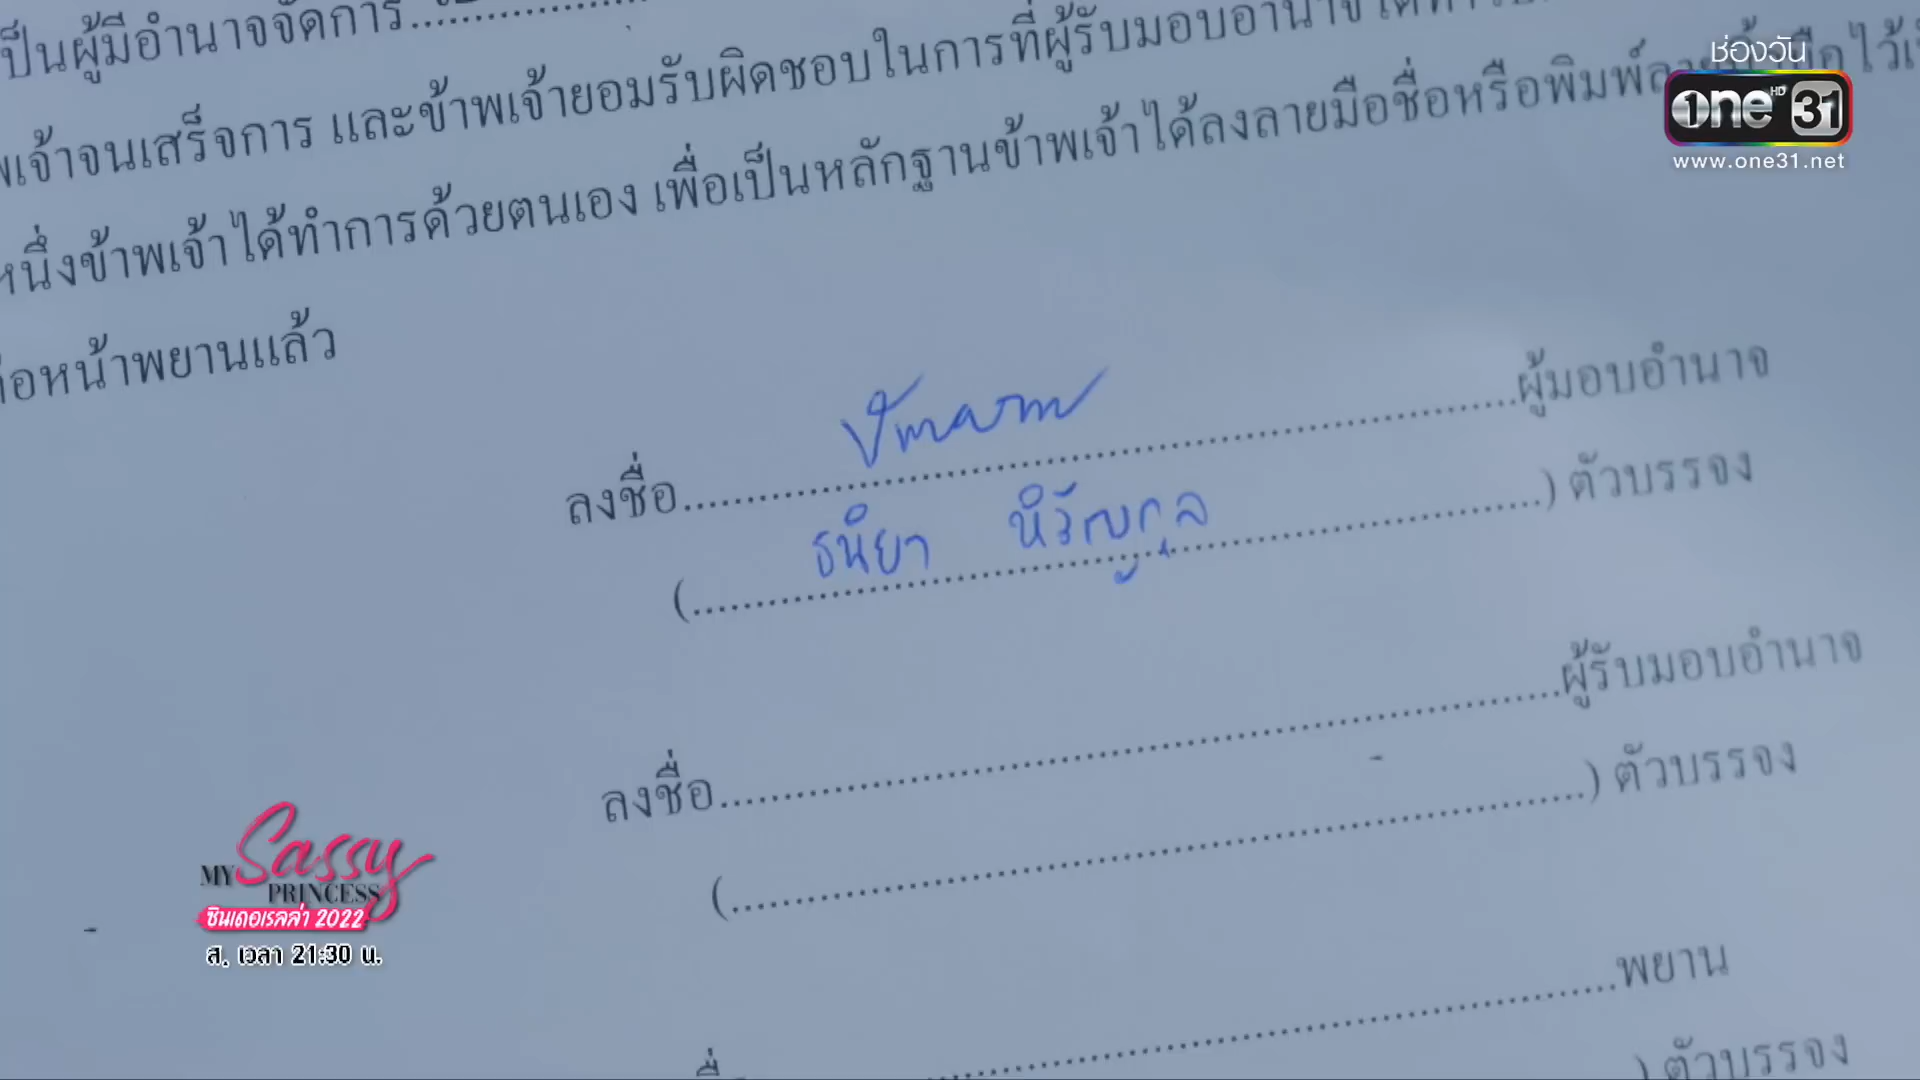 เป็นผู้มีอำนาจจัดการ
ช่องวัน
one HD 31
www.one31.net
พเจ้าจนเสร็จการ และข้าพเจ้ายอมรับผิดชอบในการที่ผู้รับมอบอำนาจ
หนึ่งข้าพเจ้าได้ทำการด้วยตนเอง เพื่อเป็นหลักฐานข้าพเจ้าได้ลงลายมือชื่อหรือพิมพ์
ต่อหน้าพยานแล้ว
ลงชื่อ..........ผู้มอบอำนาจ
(ธนิยา หิรัญกุล) ตัวบรรจง
ลงชื่อ..........ผู้รับมอบอำนาจ
(..........) ตัวบรรจง
MY Sassy
PRINCESS
ซินเดอเรลล่า 2022
ส. เวลา 21:30 น.
พยาน
) ตัวบรรจง